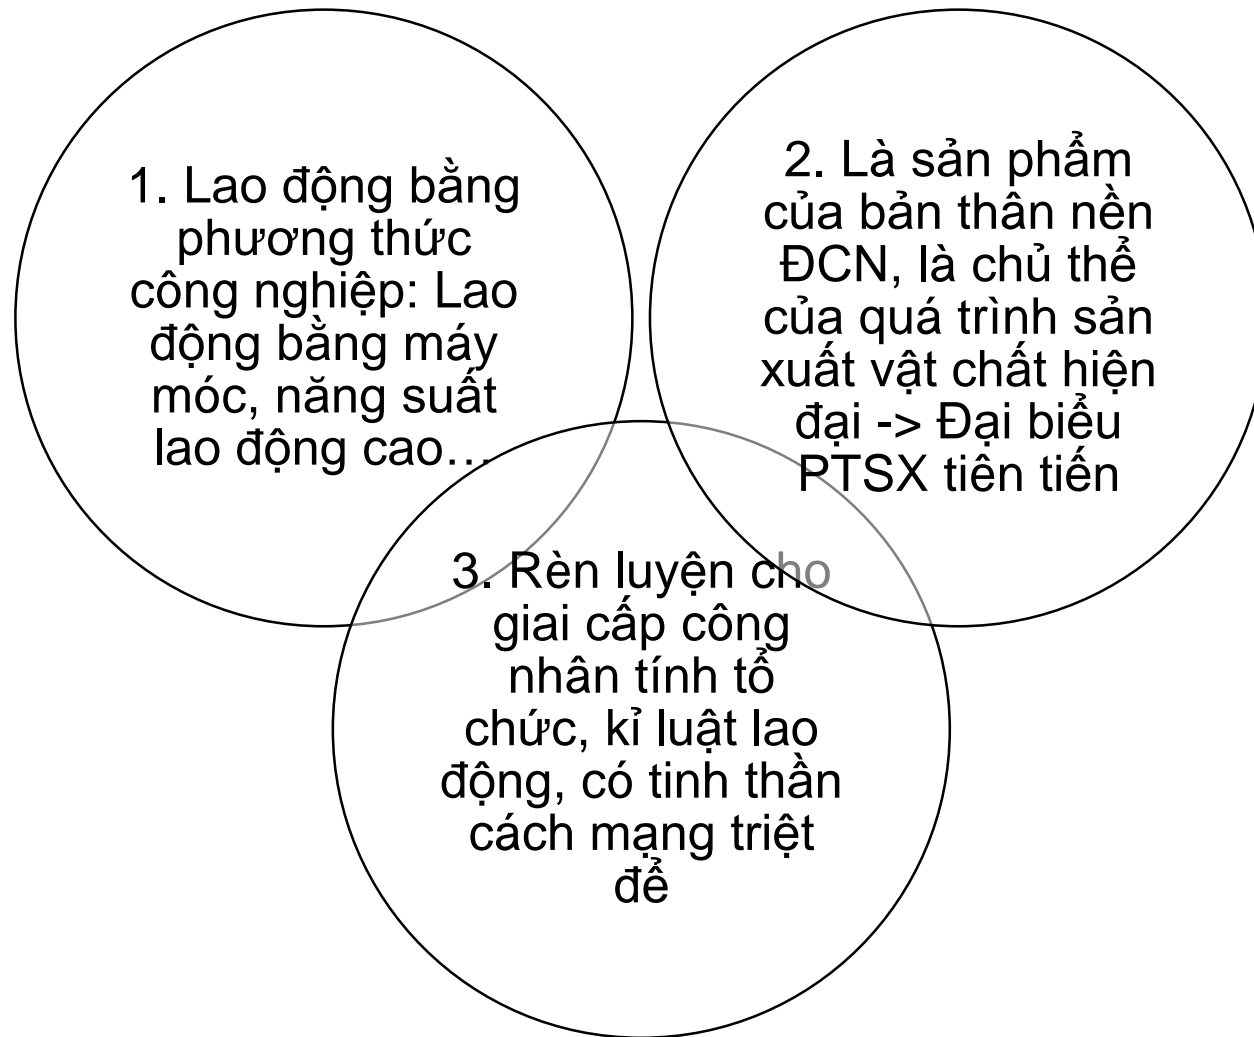 1. Lao động bằng
phương thức
công nghiệp: Lao
động bằng máy
móc, năng suất
lao động cao…
2. Là sản phẩm
của bản thân nền
ĐCN, là chủ thể
của quá trình sản
xuất vật chất hiện
đại -> Đại biểu
PTSX tiên tiến
3. Rèn luyện cho
giai cấp công
nhân tính tổ
chức, kỉ luật lao
động, có tinh thần
cách mạng triệt
để